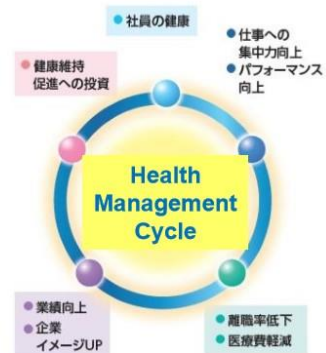 社員の健康
仕事への
集中力向上
パフォーマンス
向上
健康維持
促進への投資
Health
Management
Cycle
業績向上
企業
イメージUP
離職率低下
医療費軽減